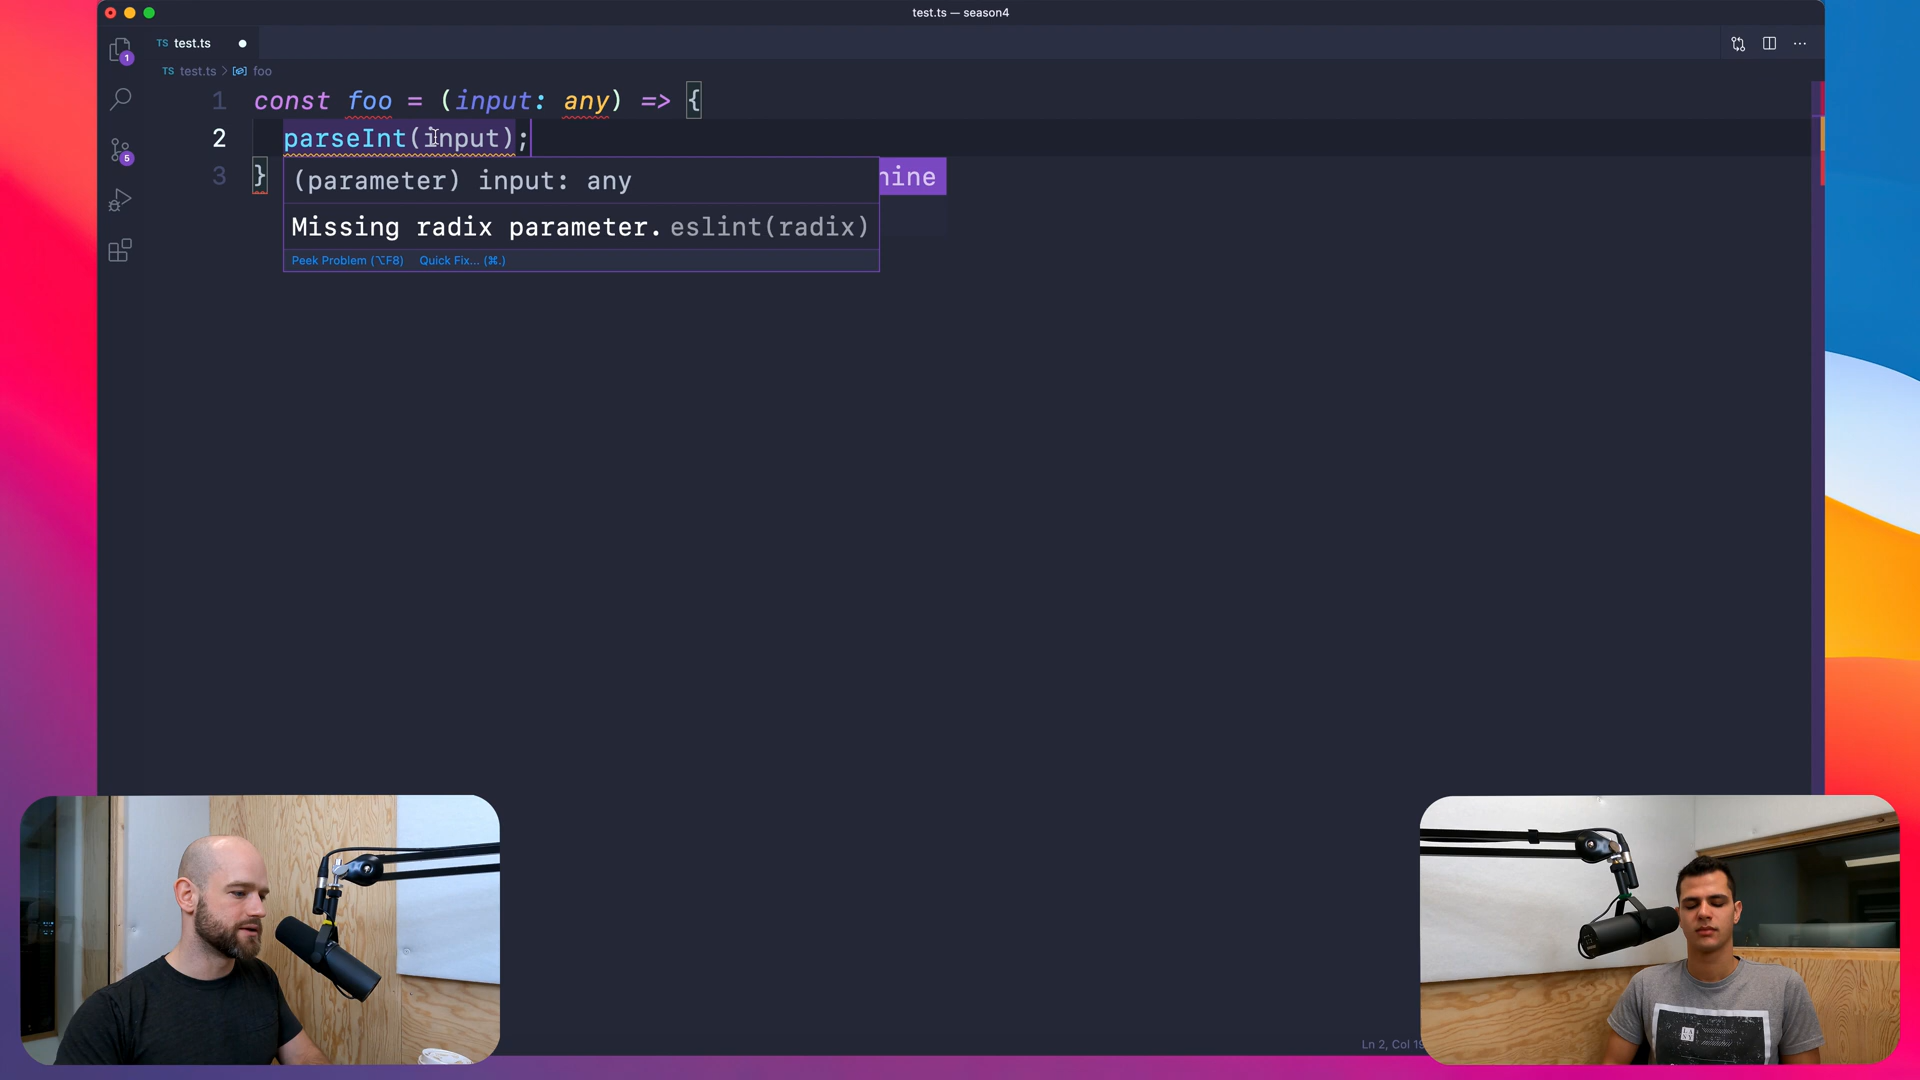 test.ts — season4
TS test.ts
TS test.ts > foo
1 const foo = (input: any) => {
2 parseInt(input);
3 }
(parameter) input: any
Missing radix parameter. eslint(radix)
Peek Problem (⌥F8) Quick Fix... (⌘.)
1
5
Ln 2, Col